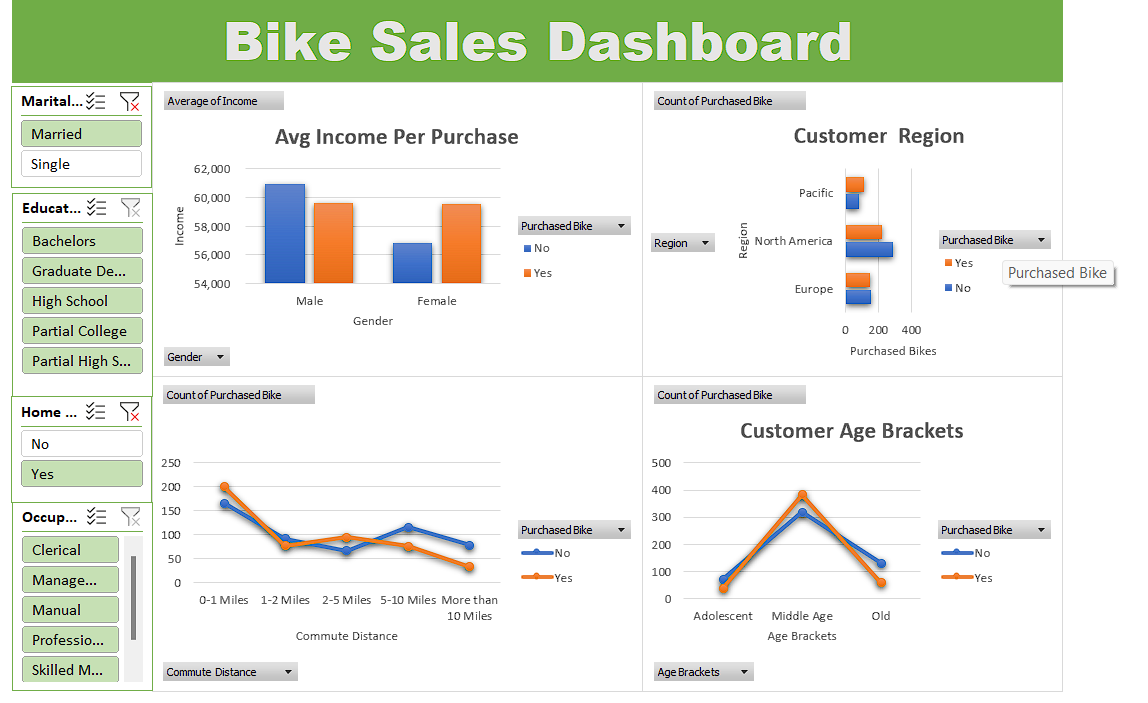 Bike Sales Dashboard
Marital...
Married
Single
Educat...
Bachelors
Graduate De...
High School
Partial College
Partial High S...
Home ...
No
Yes
Occup...
Clerical
Manage...
Manual
Professio...
Skilled M...
Average of Income
Avg Income Per Purchase
62,000
60,000
58,000
56,000
54,000
Income
Male Female
Gender
Purchased Bike
No
Yes
Gender
Count of Purchased Bike
Customer Region
Region
Region
Pacific
North America
Europe
0 200 400
Purchased Bikes
Purchased Bike
Yes
No
Purchased Bike
Count of Purchased Bike
250
200
150
100
50
0
0-1 Miles 1-2 Miles 2-5 Miles 5-10 Miles More than
10 Miles
Commute Distance
Purchased Bike
No
Yes
Commute Distance
Count of Purchased Bike
Customer Age Brackets
500
400
300
200
100
0
Adolescent Middle Age Old
Age Brackets
Purchased Bike
No
Yes
Age Brackets